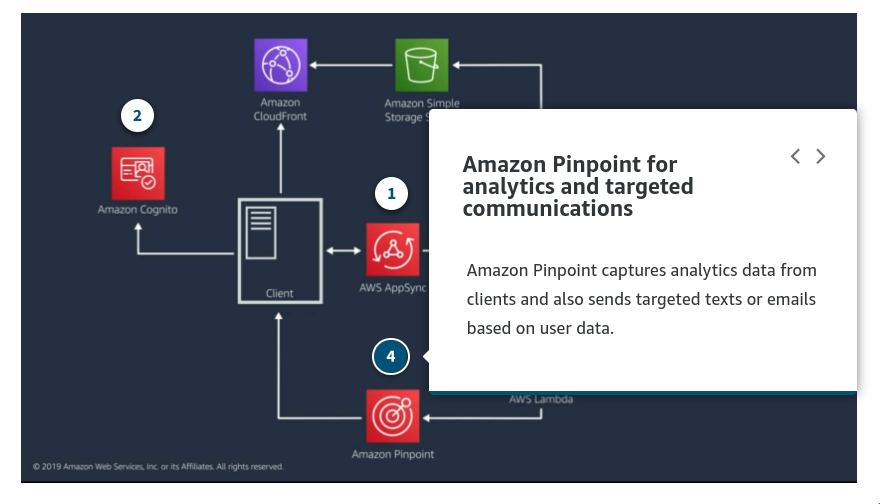 Amazon
CloudFront
Amazon Simple
Storage
2
Amazon Cognito
1
Client
AWS AppSync
Amazon Pinpoint for
analytics and targeted
communications
Amazon Pinpoint captures analytics data from
clients and also sends targeted texts or emails
based on user data.
4
AWS Lambda
Amazon Pinpoint
© 2019 Amazon Web Services, Inc. or its Affiliates. All rights reserved.